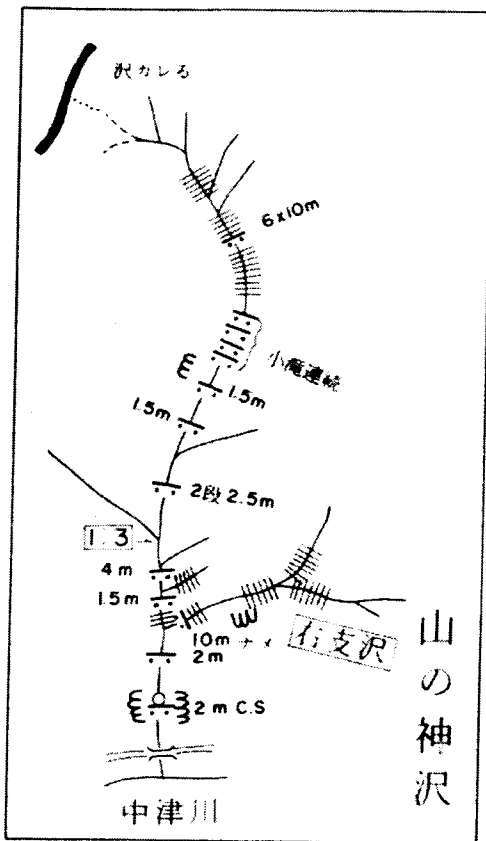 沢カレる
6x10m
小滝連続
1.5m
1.5m
2段 2.5m
1:3
4m
1.5m
10m
ナメ
右支沢
2m
2m C.S
山の神沢
中津川